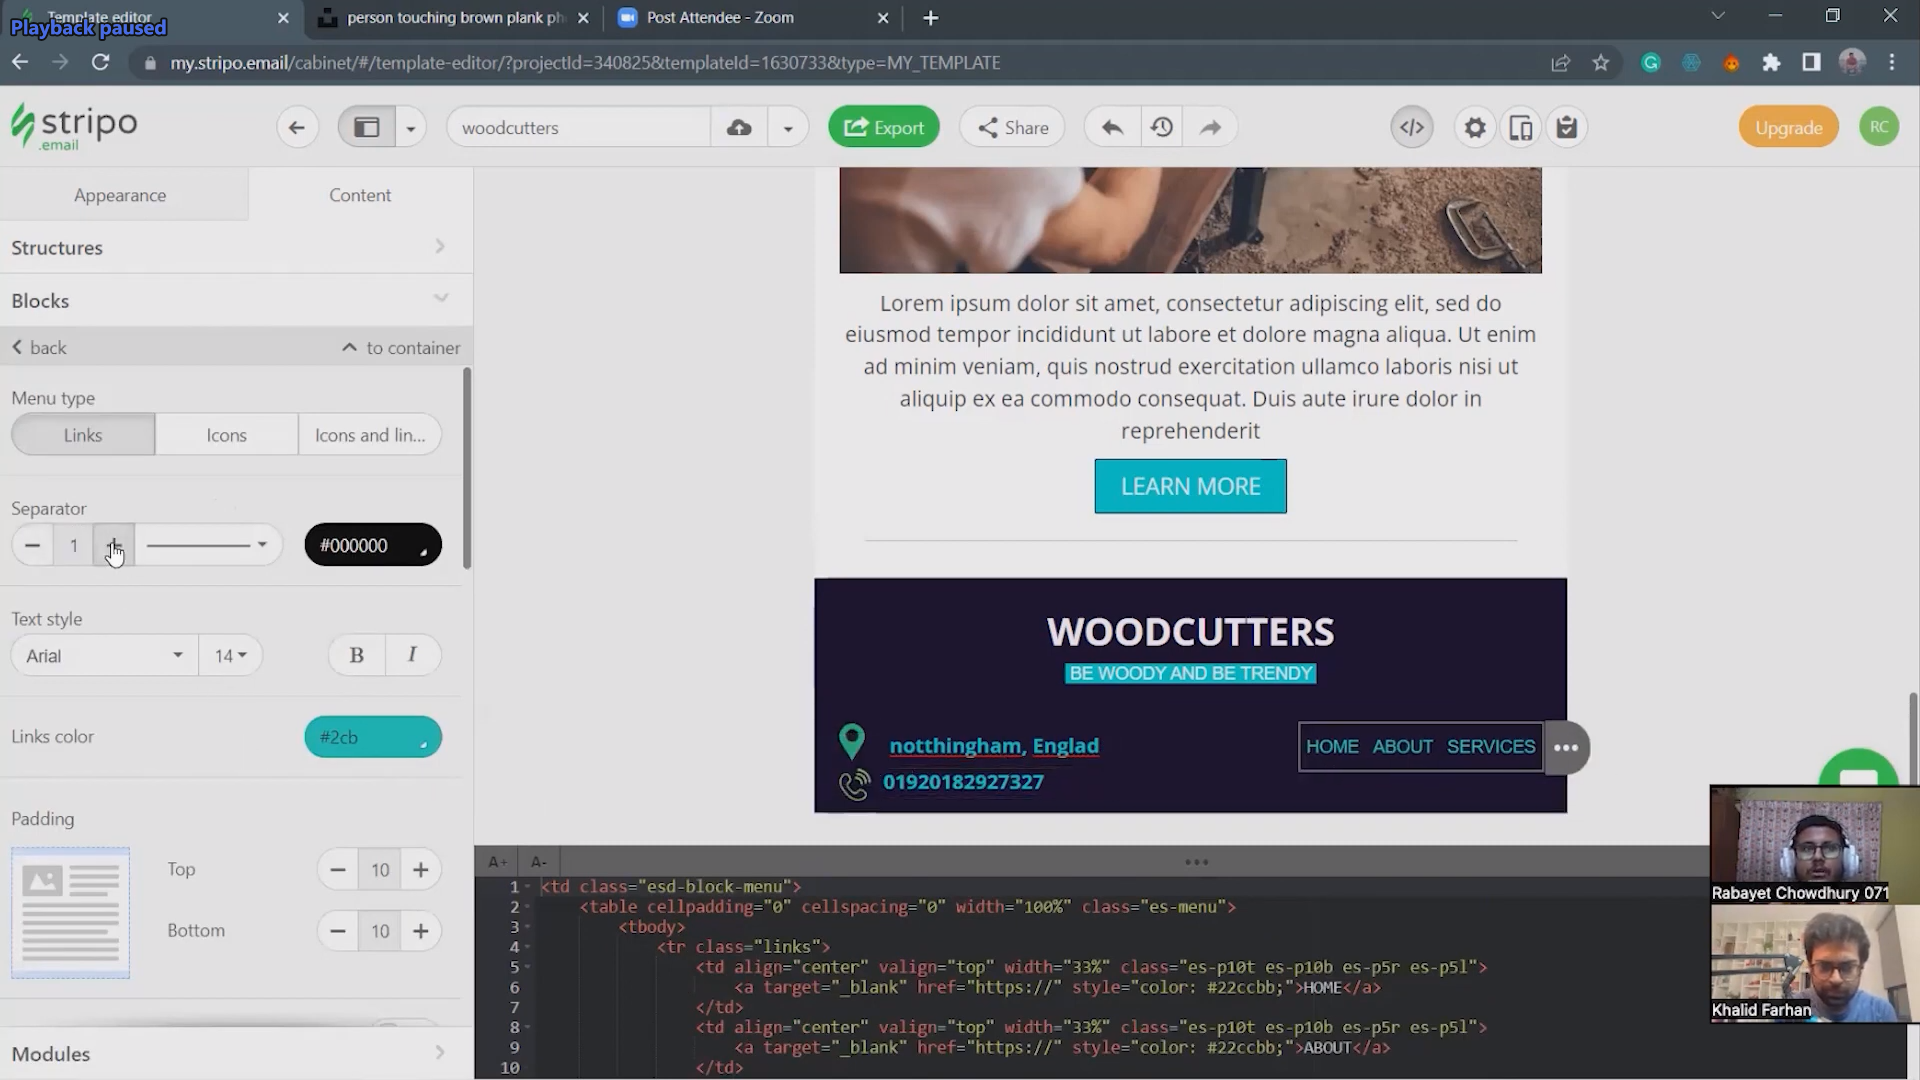 Template editor
Playback paused
person touching brown plank ph
Post Attendee - Zoom
my.stripo.email/cabinet/#/template-editor/?projectId=340825&templateId=1630733&type=MY_TEMPLATE
stripo
.email
woodcutters
Export
Share
</>
Upgrade
RC
Appearance
Content
Structures
Blocks
back
to container
Menu type
Links
Icons
Icons and lin...
Separator
1
#000000
Text style
Arial
14
B
I
Links color
#2cb
Padding
Top
10
Bottom
10
Modules
Lorem ipsum dolor sit amet, consectetur adipiscing elit, sed do
eiusmod tempor incididunt ut labore et dolore magna aliqua. Ut enim
ad minim veniam, quis nostrud exercitation ullamco laboris nisi ut
aliquip ex ea commodo consequat. Duis aute irure dolor in
reprehenderit
LEARN MORE
WOODCUTTERS
BE WOODY AND BE TRENDY
notthingham, Englad
01920182927327
HOME ABOUT SERVICES
A+ A-
1 <td class="esd-block-menu">
2 <table cellpadding="0" cellspacing="0" width="100%" class="es-menu">
3 <tbody>
4 <tr class="links">
5 <td align="center" valign="top" width="33%" class="es-p10t es-p10b es-p5r es-p5l">
6 <a target="_blank" href="https://" style="color: #22ccbb;">HOME</a>
7 </td>
8 <td align="center" valign="top" width="33%" class="es-p10t es-p10b es-p5r es-p5l">
9 <a target="_blank" href="https://" style="color: #22ccbb;">ABOUT</a>
10 </td>
Rabayet Chowdhury 071
Khalid Farhan